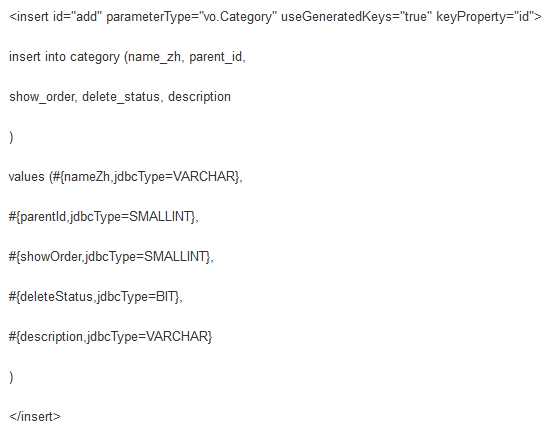 <insert id="add" parameterType="vo.Category" useGeneratedKeys="true" keyProperty="id">
insert into category (name_zh, parent_id,
show_order, delete_status, description
)
values (#{nameZh,jdbcType=VARCHAR},
#{parentId,jdbcType=SMALLINT},
#{showOrder,jdbcType=SMALLINT},
#{deleteStatus,jdbcType=BIT},
#{description,jdbcType=VARCHAR}
)
</insert>